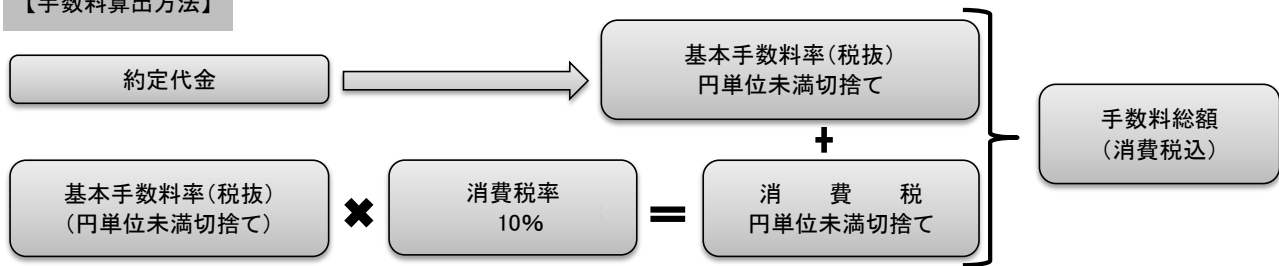 【手数料算出方法】
約定代金
基本手数料率（税抜）
円単位未満切捨て
+
手数料総額
（消費税込）
基本手数料率（税抜）
（円単位未満切捨て）
×
消費税率
10%
=
消　費　税
円単位未満切捨て